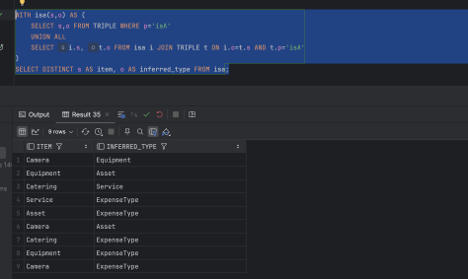 WITH isa(s,o) AS (
SELECT s,o FROM TRIPLE WHERE p='isA'
UNION ALL
SELECT i.s, t.o FROM isa i JOIN TRIPLE t ON i.o=t.s AND t.p='isA'
)
SELECT DISTINCT s AS item, o AS inferred_type FROM isa;
Output Result 35
9 rows
ITEM INFERRED_TYPE
1 Camera Equipment
2 Equipment Asset
3 Catering Service
4 Service ExpenseType
5 Asset ExpenseType
6 Camera Asset
7 Catering ExpenseType
8 Equipment ExpenseType
9 Camera ExpenseType